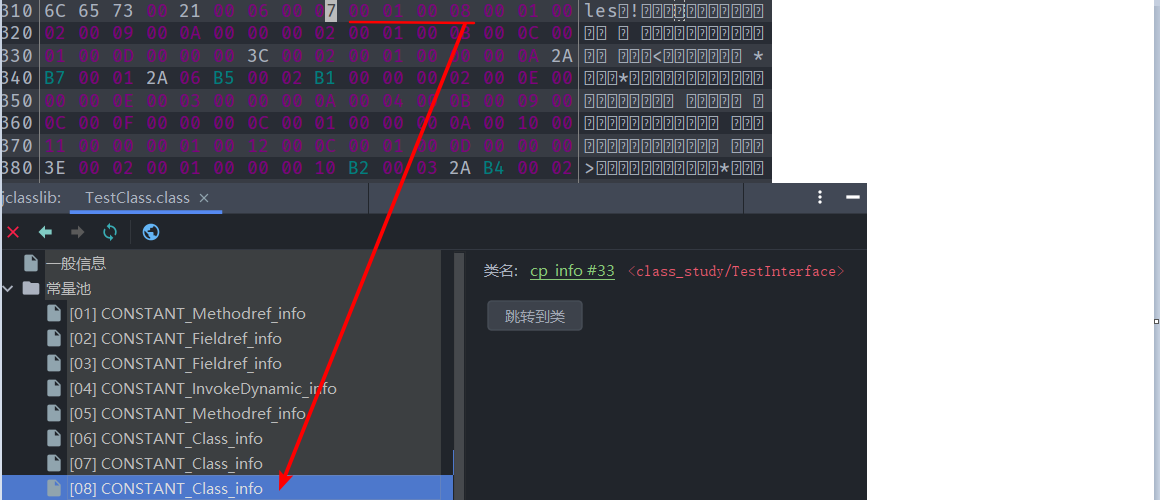 310 6C 65 73 00 21 00 06 00 07 00 01 00 08 00 01 00 les!
320 02 00 09 00 0A 00 00 00 02 00 01 00 0B 00 0C 00
330 01 00 0D 00 00 00 3C 00 02 00 01 00 00 00 0A 2A < *
340 B7 00 01 2A 06 B5 00 02 B1 00 00 00 02 00 0E 00 *
350 00 00 0E 00 03 00 00 00 0A 00 04 00 0B 00 09 00
360 0C 00 0F 00 00 00 0C 00 01 00 00 00 0A 00 10 00
370 11 00 00 00 01 00 12 00 0C 00 01 00 0D 00 00 00
380 3E 00 02 00 01 00 00 00 10 B2 00 03 2A B4 00 02 > *
jclasslib: TestClass.class ×
一般信息
常量池
[01] CONSTANT_Methodref_info
[02] CONSTANT_Fieldref_info
[03] CONSTANT_Fieldref_info
[04] CONSTANT_InvokeDynamic_info
[05] CONSTANT_Methodref_info
[06] CONSTANT_Class_info
[07] CONSTANT_Class_info
[08] CONSTANT_Class_info
类名: cp_info #33 <class_study/TestInterface>
跳转到类